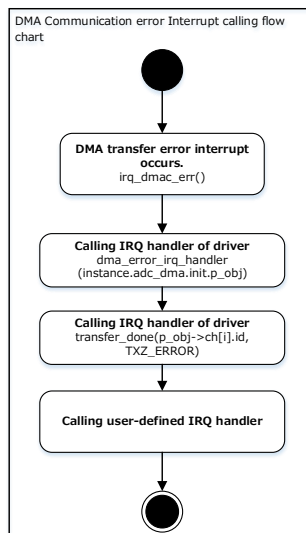 DMA Communication error Interrupt calling flow
chart
DMA transfer error interrupt
occurs.
irq_dmac_err()
Calling IRQ handler of driver
dma_error_irq_handler
(instance.adc_dma.init.p_obj)
Calling IRQ handler of driver
transfer_done(p_obj->ch[i].id,
TXZ_ERROR)
Calling user-defined IRQ handler